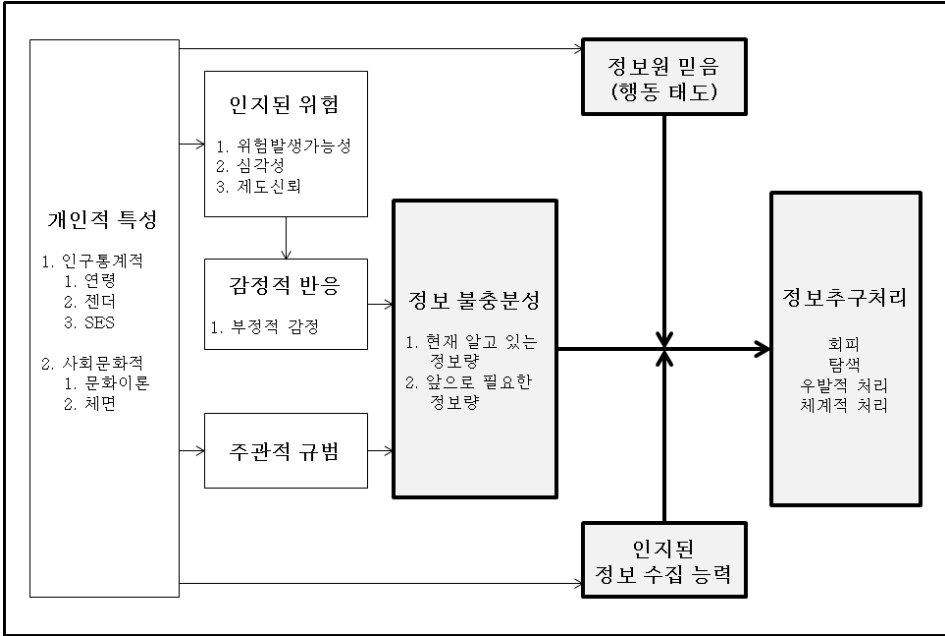 개인적 특성
1. 인구통계적
1. 연령
2. 젠더
3. SES
2. 사회문화적
1. 문화이론
2. 체면
인지된 위험
1. 위험발생가능성
2. 심각성
3. 제도신뢰
감정적 반응
1. 부정적 감정
주관적 규범
정보 불충분성
1. 현재 알고 있는
정보량
2. 앞으로 필요한
정보량
정보원 믿음
(행동 태도)
인지된
정보 수집 능력
정보추구처리
회피
탐색
우발적 처리
체계적 처리